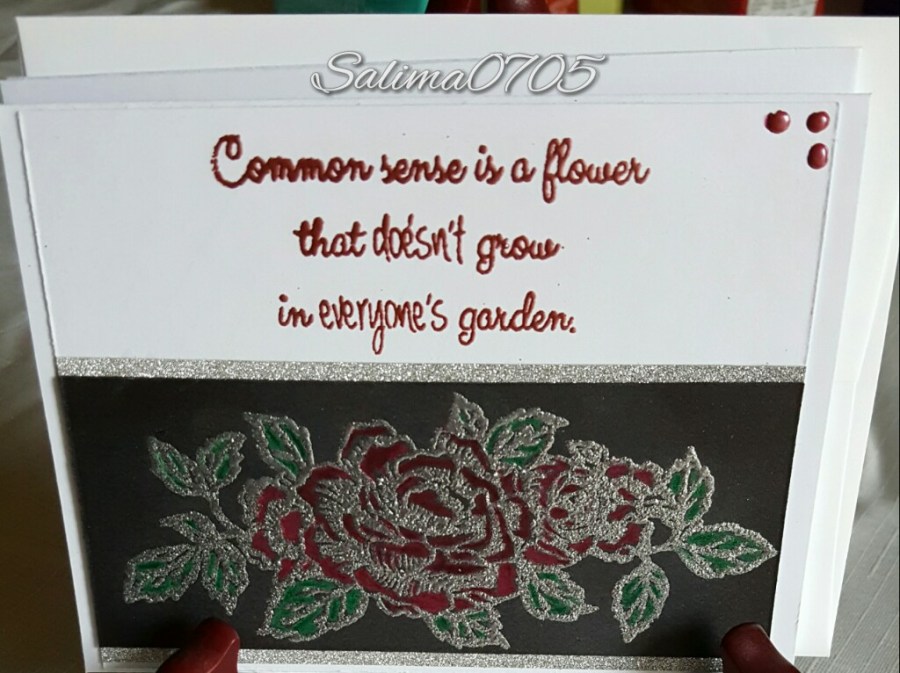 Salima0705
Common sense is a flower
that doesn't grow
in everyone's garden.